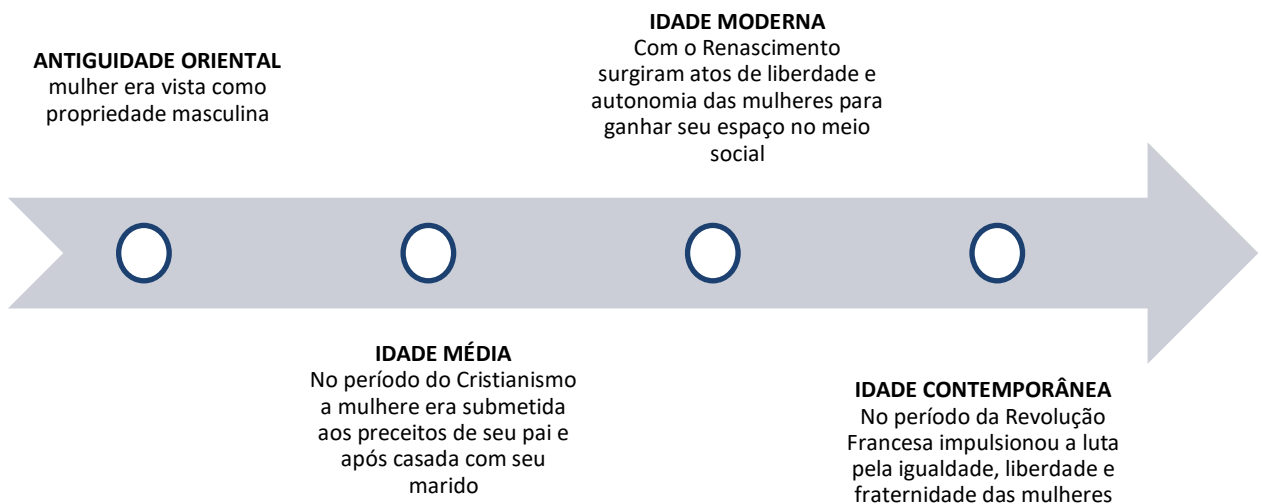 ANTIGUIDADE ORIENTAL
mulher era vista como
propriedade masculina
IDADE MÉDIA
No período do Cristianismo
a mulhere era submetida
aos preceitos de seu pai e
após casada com seu
marido
IDADE MODERNA
Com o Renascimento
surgiram atos de liberdade e
autonomia das mulheres para
ganhar seu espaço no meio
social
IDADE CONTEMPORÂNEA
No período da Revolução
Francesa impulsionou a luta
pela igualdade, liberdade e
fraternidade das mulheres